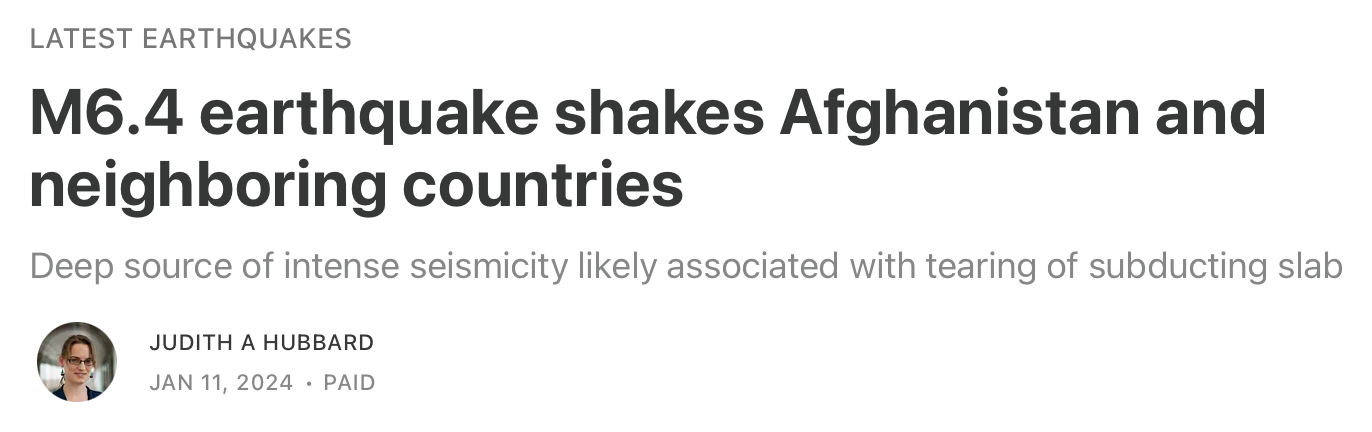 LATEST EARTHQUAKES
M6.4 earthquake shakes Afghanistan and
neighboring countries
Deep source of intense seismicity likely associated with tearing of subducting slab
JUDITH A HUBBARD
JAN 11, 2024 • PAID